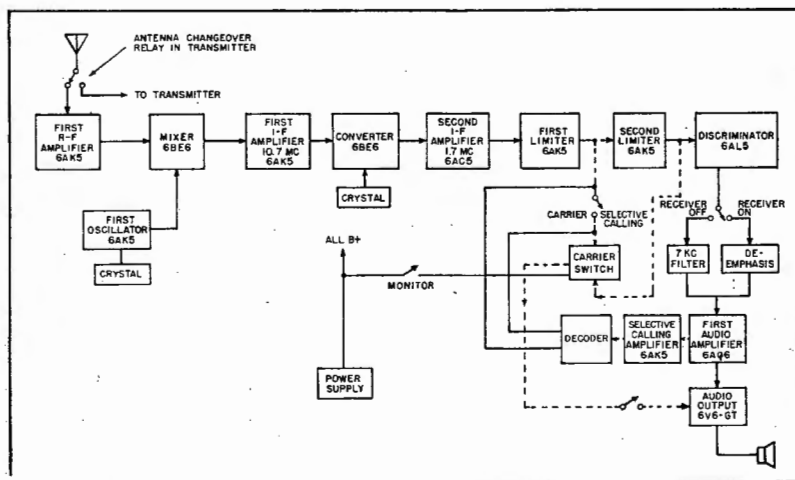 ANTENNA CHANGEOVER
RELAY IN TRANSMITTER
TO TRANSMITTER
FIRST
R-F
AMPLIFIER
6AK5
MIXER
6BE6
FIRST
I-F
AMPLIFIER
10.7 MC
6AK5
CONVERTER
6BE6
SECOND
I-F
AMPLIFIER
1.7 MC
6AC5
FIRST
LIMITER
6AK5
SECOND
LIMITER
6AK5
DISCRIMINATOR
6AL5
CRYSTAL
FIRST
OSCILLATOR
6AK5
CRYSTAL
CARRIER
SELECTIVE
CALLING
RECEIVER
OFF
RECEIVER
ON
ALL B+
MONITOR
CARRIER
SWITCH
7 KC
FILTER
DE-
EMPHASIS
POWER
SUPPLY
DECODER
SELECTIVE
CALLING
AMPLIFIER
6AK5
FIRST
AUDIO
AMPLIFIER
6AQ6
AUDIO
OUTPUT
6V6-GT